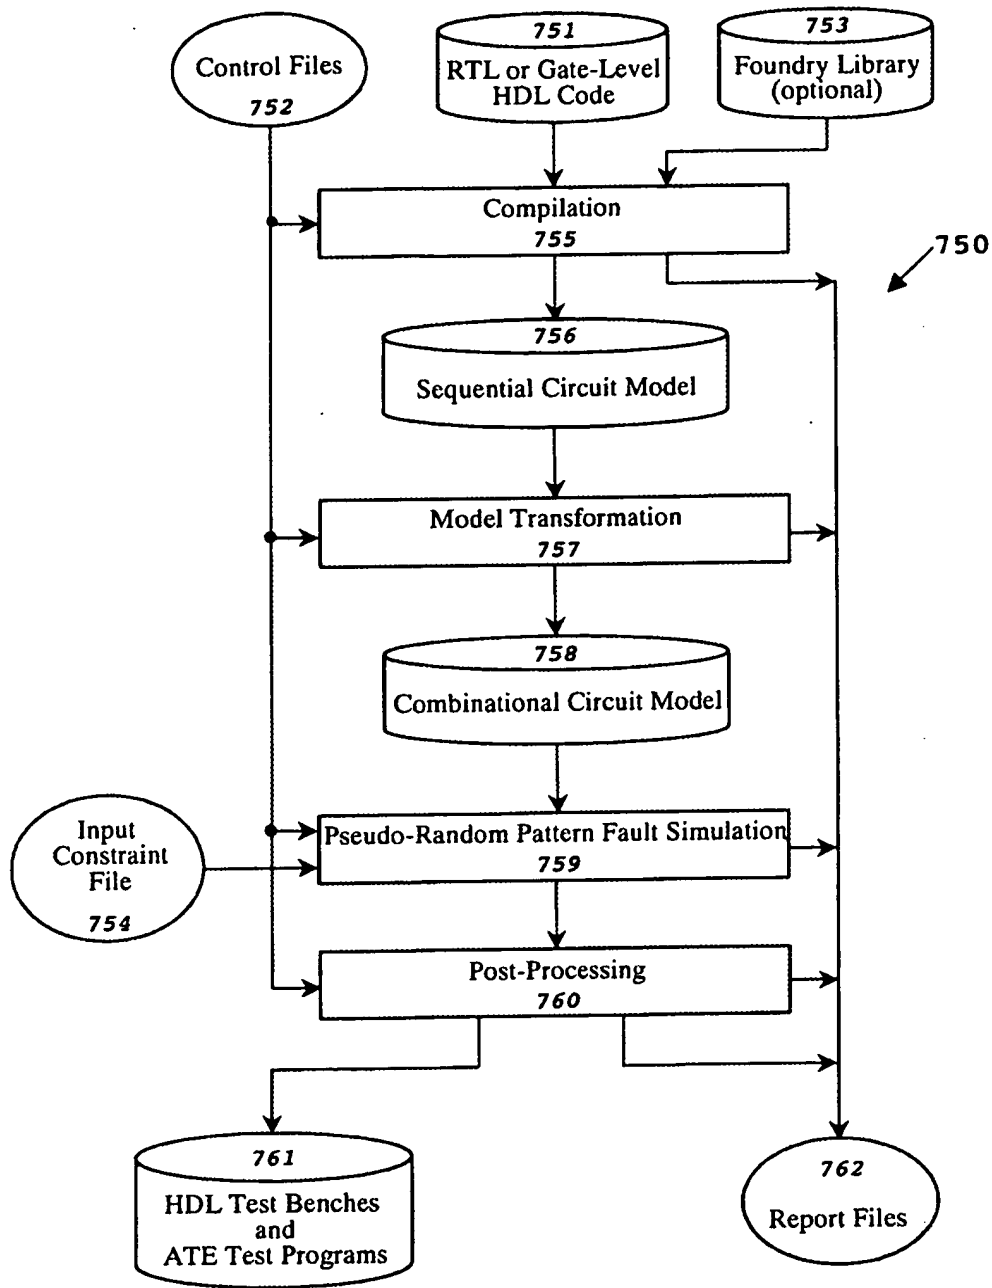 Control Files
752
751
RTL or Gate-Level
HDL Code
753
Foundry Library
(optional)
Compilation
755
750
756
Sequential Circuit Model
Model Transformation
757
758
Combinational Circuit Model
Input
Constraint
File
754
Pseudo-Random Pattern Fault Simulation
759
Post-Processing
760
761
HDL Test Benches
and
ATE Test Programs
762
Report Files